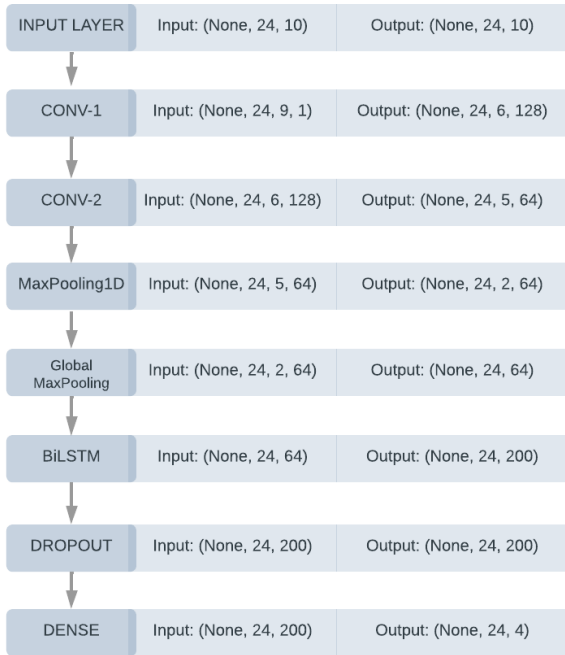 INPUT LAYER Input: (None, 24, 10) Output: (None, 24, 10)
CONV-1 Input: (None, 24, 9, 1) Output: (None, 24, 6, 128)
CONV-2 Input: (None, 24, 6, 128) Output: (None, 24, 5, 64)
MaxPooling1D Input: (None, 24, 5, 64) Output: (None, 24, 2, 64)
Global
MaxPooling Input: (None, 24, 2, 64) Output: (None, 24, 64)
BiLSTM Input: (None, 24, 64) Output: (None, 24, 200)
DROPOUT Input: (None, 24, 200) Output: (None, 24, 200)
DENSE Input: (None, 24, 200) Output: (None, 24, 4)